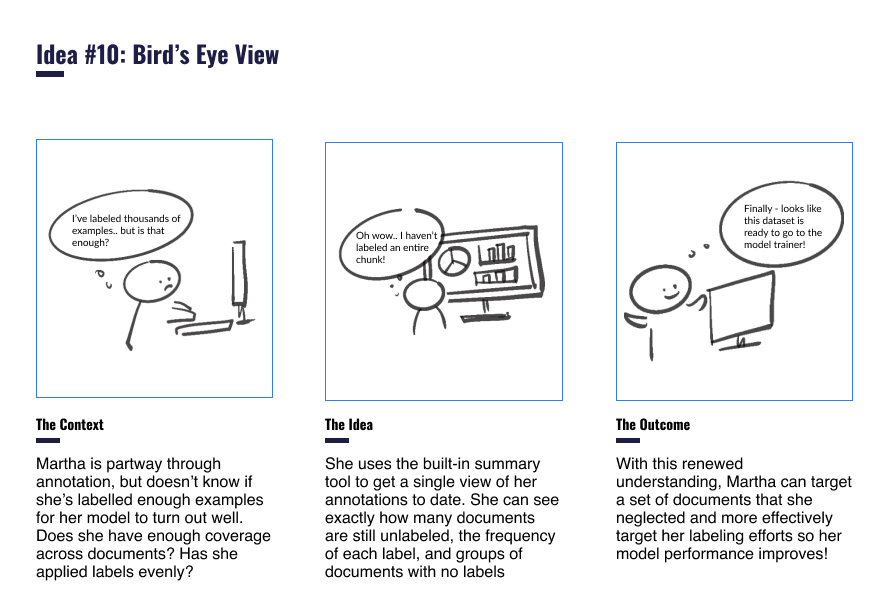 Idea #10: Bird's Eye View
I've labeled thousands of
examples.. but is that
enough?
Oh wow.. I haven't
labeled an entire
chunk!
Finally - looks like
this dataset is
ready to go to the
model trainer!
The Context
Martha is partway through
annotation, but doesn't know if
she's labelled enough examples
for her model to turn out well.
Does she have enough coverage
across documents? Has she
applied labels evenly?
The Idea
She uses the built-in summary
tool to get a single view of her
annotations to date. She can see
exactly how many documents
are still unlabeled, the frequency
of each label, and groups of
documents with no labels
The Outcome
With this renewed
understanding, Martha can target
a set of documents that she
neglected and more effectively
target her labeling efforts so her
model performance improves!